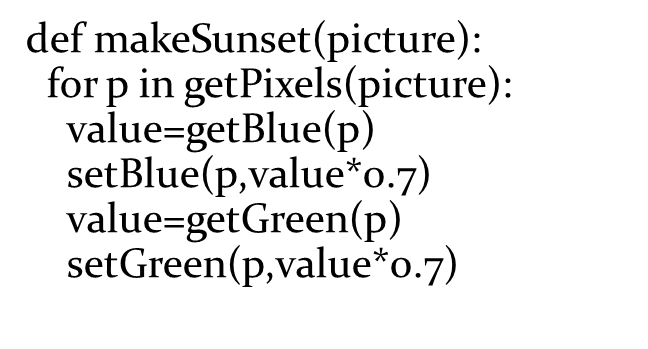 def makeSunset(picture):
for p in getPixels(picture):
value=getBlue(p)
setBlue(p,value*0.7)
value=getGreen(p)
setGreen(p,value*0.7)